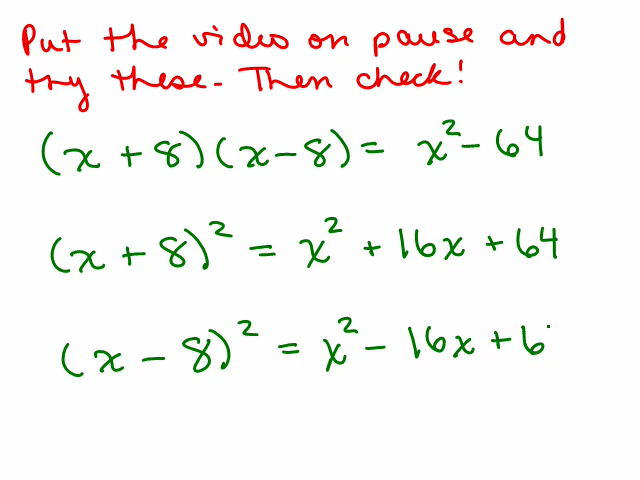 Put the video on pause and
try these - Then check!
(x + 8)(x - 8) = x² - 64
(x + 8)² = x² + 16x + 64
(x - 8)² = x² - 16x + 6